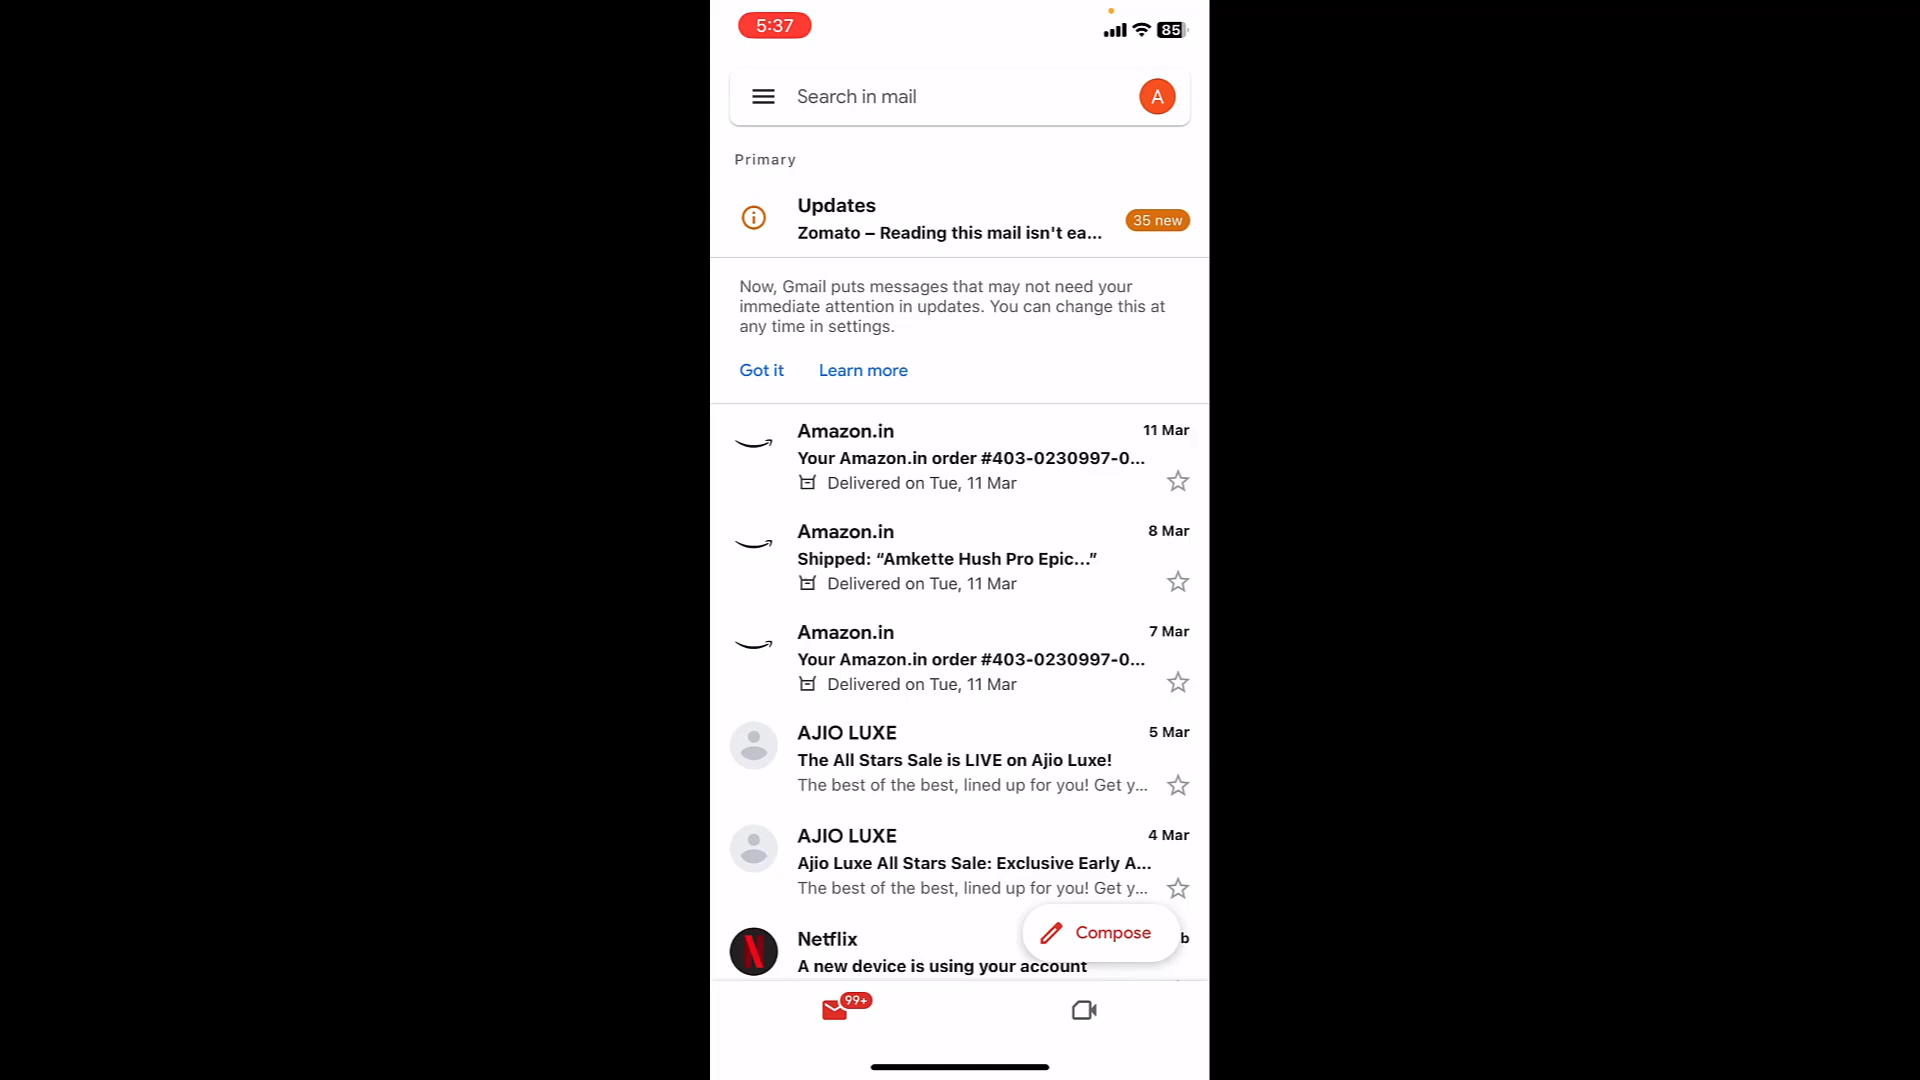 5:37
85
Search in mail
A
Primary
Updates
Zomato – Reading this mail isn't ea...
35 new
Now, Gmail puts messages that may not need your
immediate attention in updates. You can change this at
any time in settings.
Got it Learn more
Amazon.in 11 Mar
Your Amazon.in order #403-0230997-0...
Delivered on Tue, 11 Mar
Amazon.in 8 Mar
Shipped: “Amkette Hush Pro Epic...”
Delivered on Tue, 11 Mar
Amazon.in 7 Mar
Your Amazon.in order #403-0230997-0...
Delivered on Tue, 11 Mar
AJIO LUXE 5 Mar
The All Stars Sale is LIVE on Ajio Luxe!
The best of the best, lined up for you! Get y...
AJIO LUXE 4 Mar
Ajio Luxe All Stars Sale: Exclusive Early A...
The best of the best, lined up for you! Get y...
N
Netflix b
Compose
A new device is using your account
99+